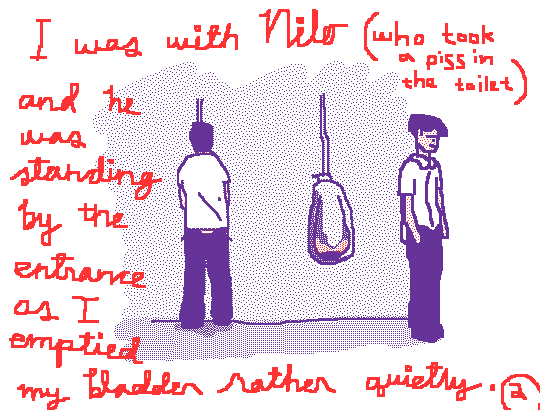 I was with Nilo (who took
a piss in
the toilet)
and he
was
standing
by the
entrance
as I
emptied
my bladder rather quietly. 2